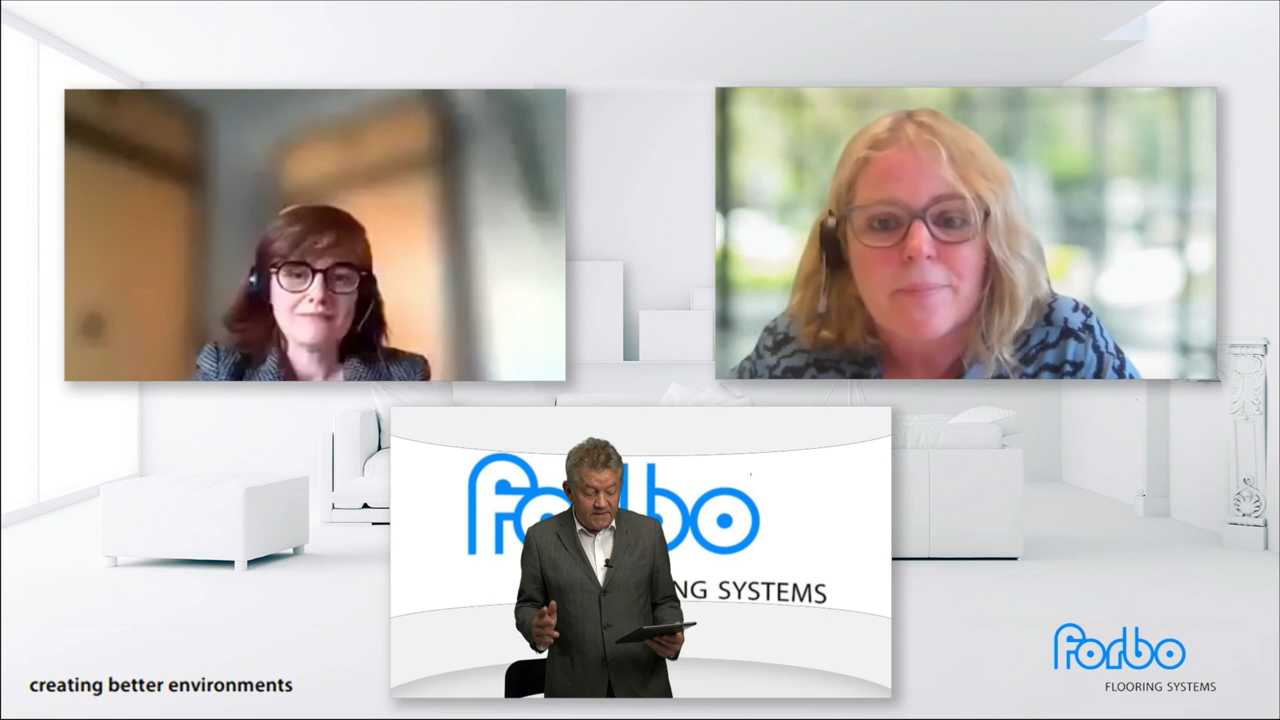 forbo
NG SYSTEMS
creating better environments
forbo
FLOORING SYSTEMS